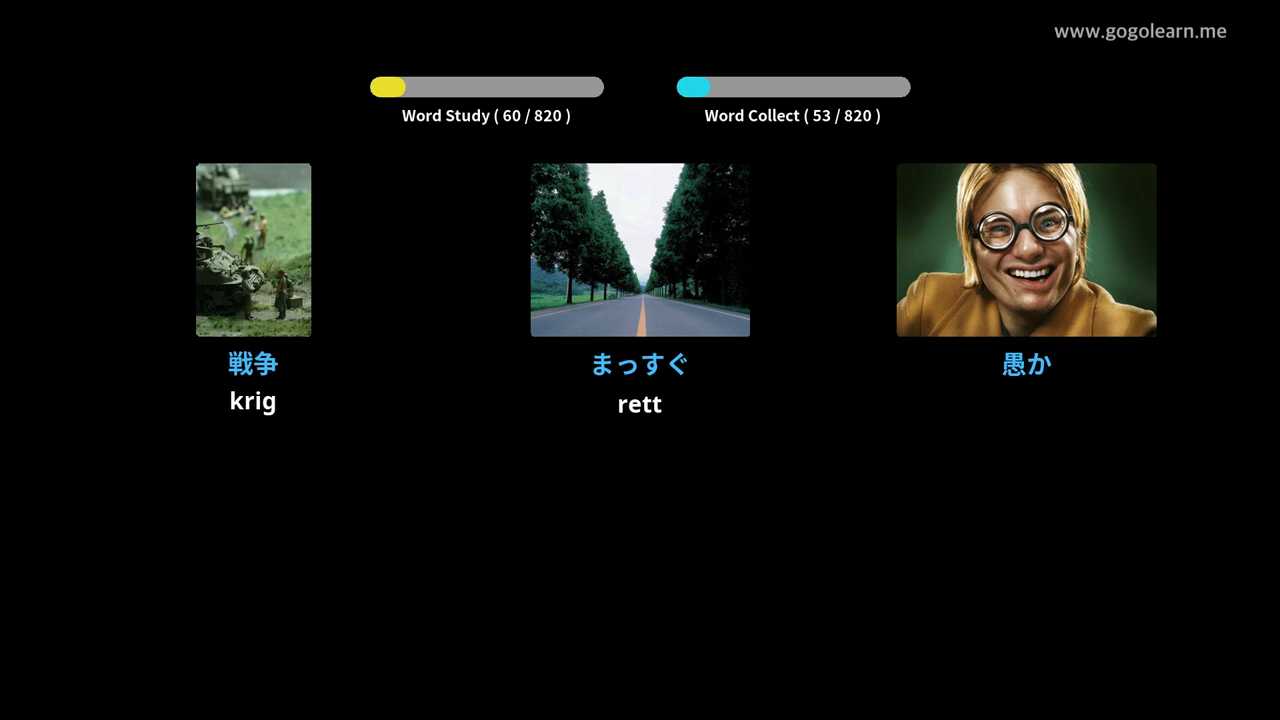 www.gogolearn.me
Word Study ( 60 / 820 )
Word Collect ( 53 / 820 )
戦争
まっすぐ
愚か
krig
rett